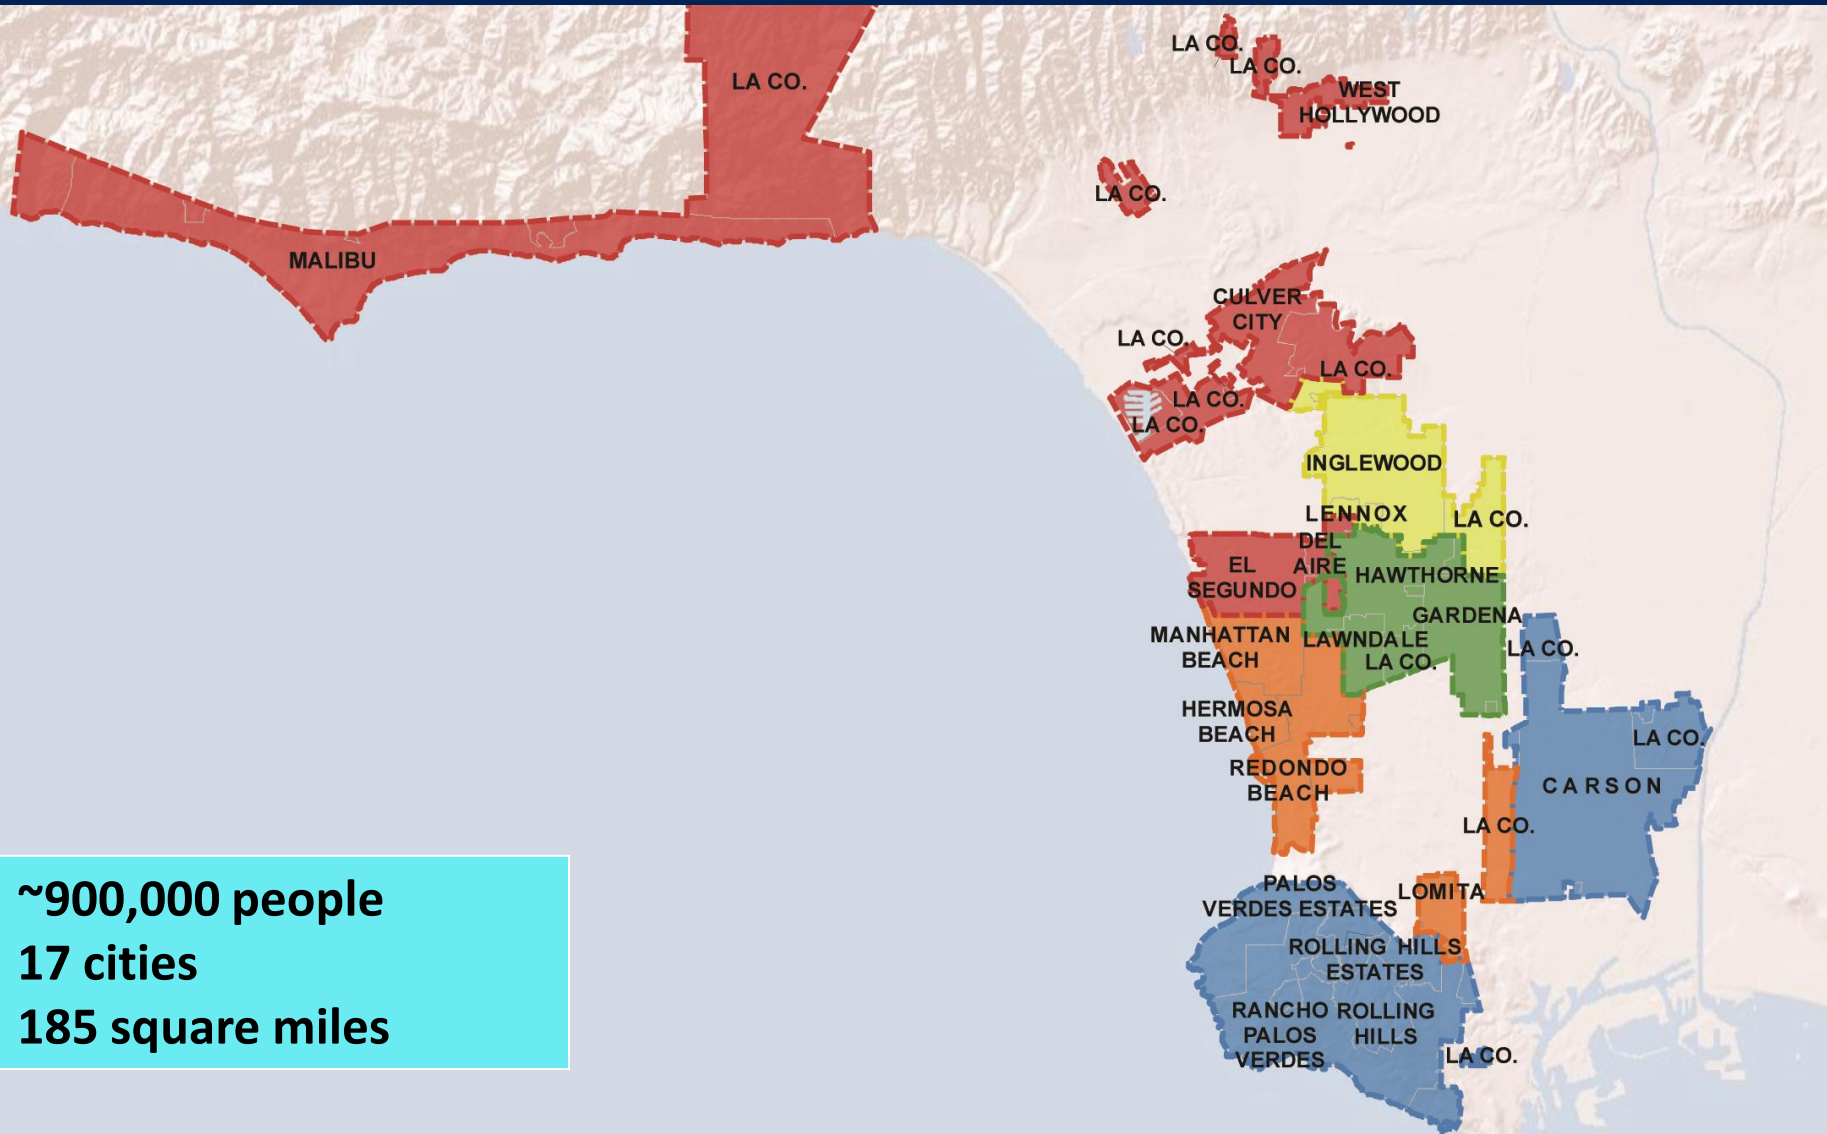 LA CO.
LA CO.
LA CO.
WEST
HOLLYWOOD
LA CO.
MALIBU
CULVER
CITY
LA CO.
LA CO.
LA CO.
LA CO.
INGLEWOOD
LENNOX
LA CO.
DEL
AIRE
EL
SEGUNDO
HAWTHORNE
GARDENA
MANHATTAN
BEACH
LAWNDALE
LA CO.
LA CO.
HERMOSA
BEACH
LA CO.
REDONDO
BEACH
CARSON
LA CO.
PALOS
VERDES ESTATES
LOMITA
ROLLING HILLS
ESTATES
RANCHO
PALOS
VERDES
ROLLING
HILLS
LA CO.
~900,000 people
17 cities
185 square miles